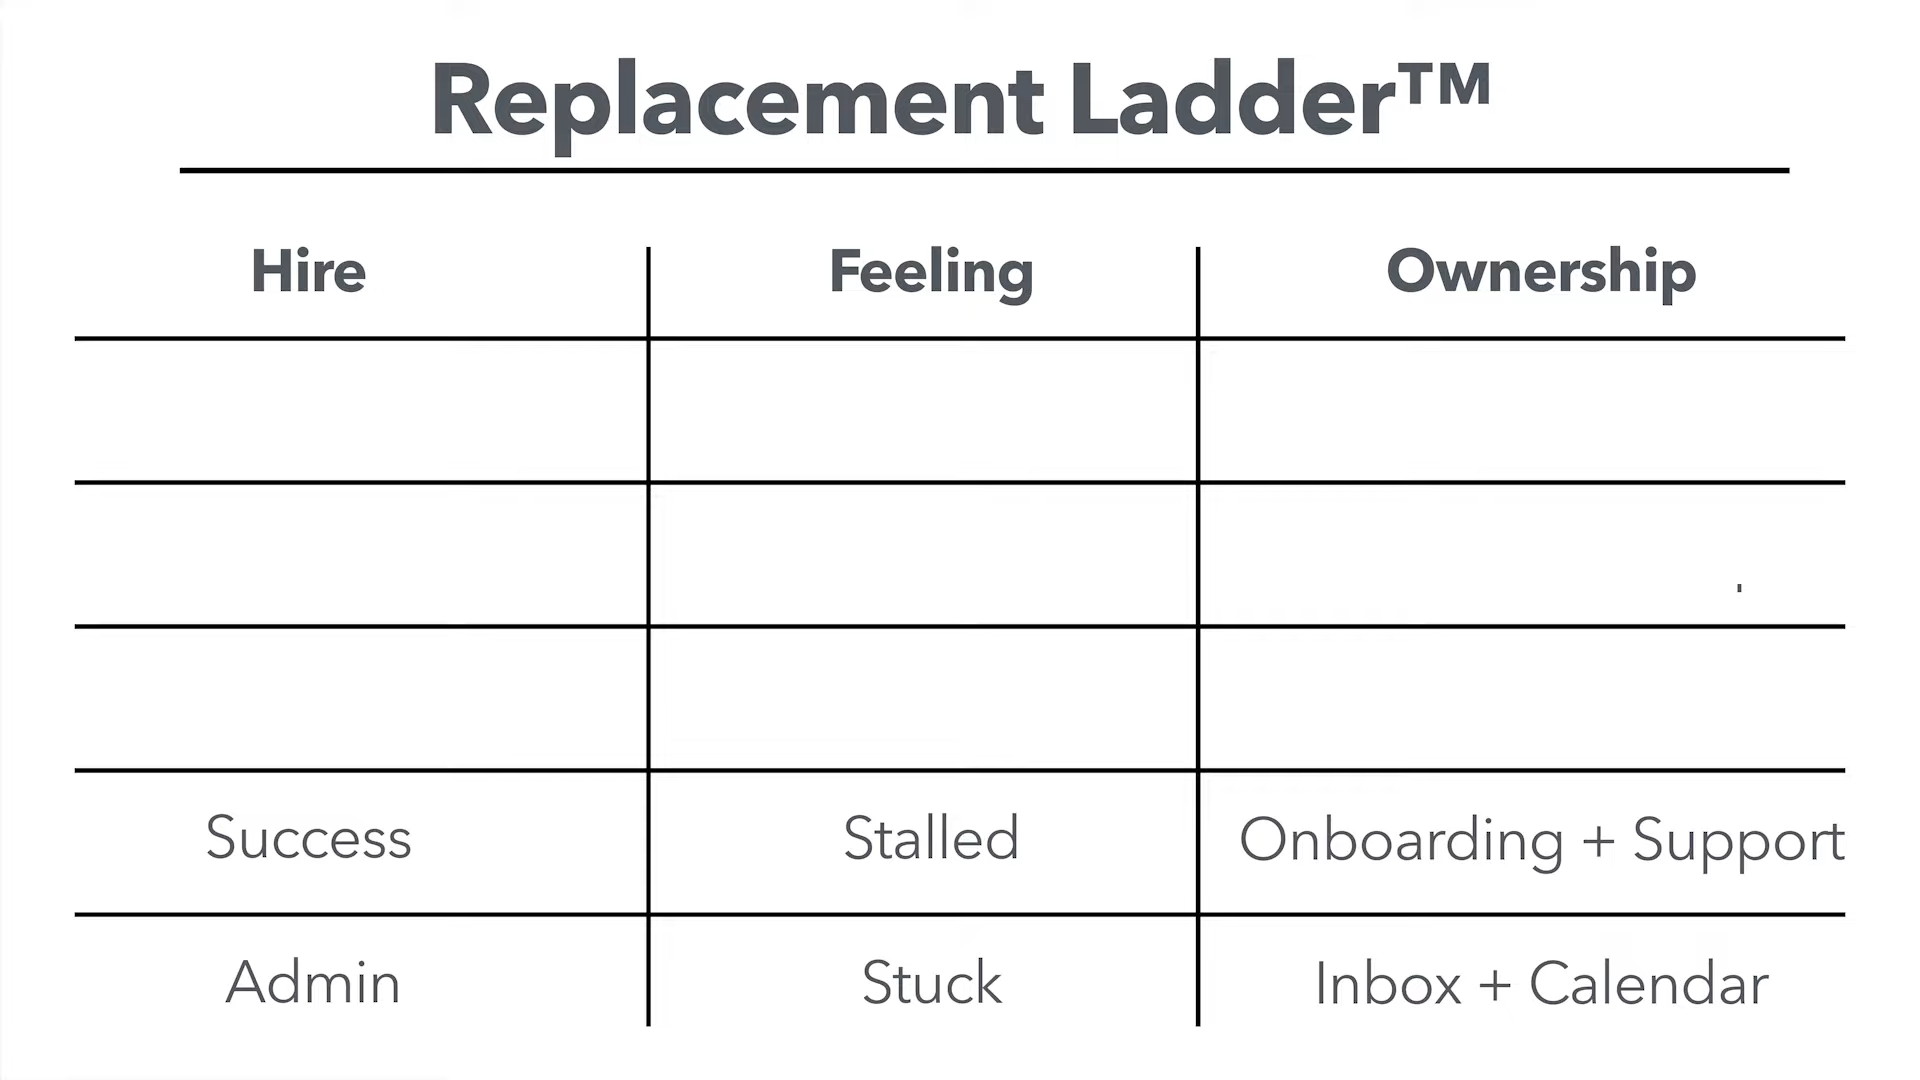 Replacement Ladder™
Hire Feeling Ownership
Success Stalled Onboarding + Support
Admin Stuck Inbox + Calendar